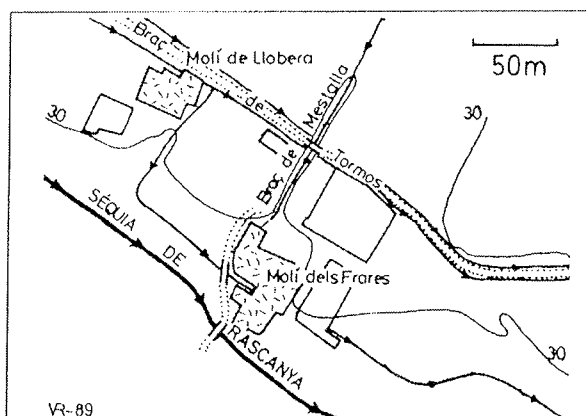 Braç de Tormos
Molí de Llobera
50m
30
Braç de Mestalla
30
SÉQUIA DE RASCANYA
Molí dels Frares
30
VR-89